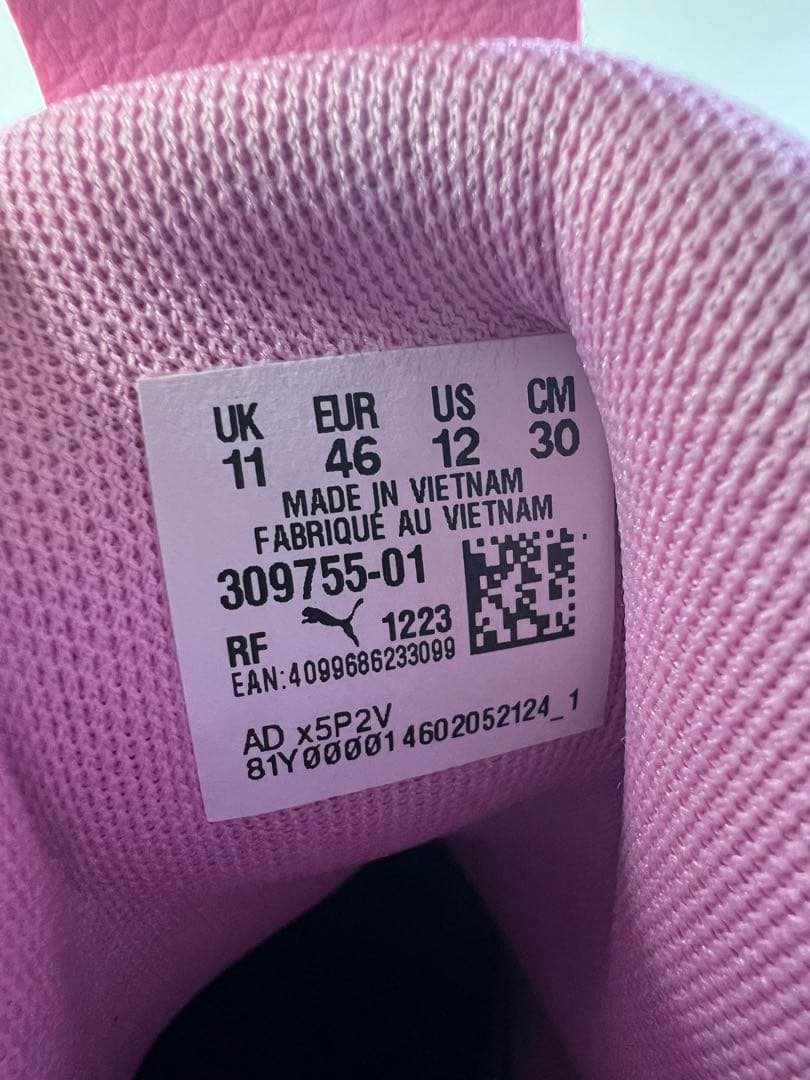 UK EUR US CM
11 46 12 30
MADE IN VIETNAM
FABRIQUÉ AU VIETNAM
309755-01
RF 1223
EAN:4099686233099
AD x5P2V
81Y000014602052124_1